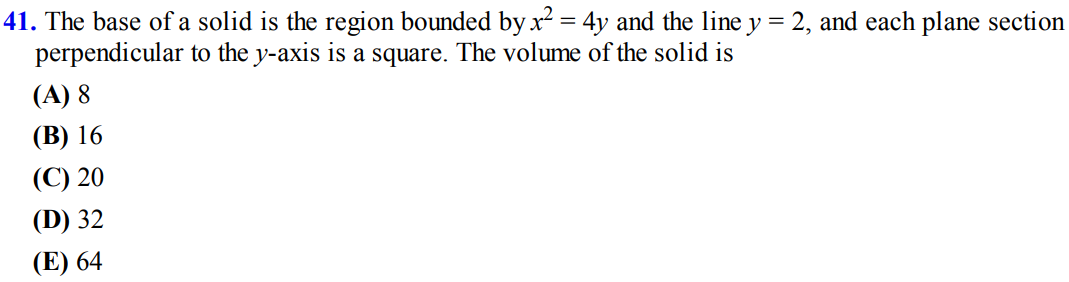 41. The base of a solid is the region bounded by x² = 4y and the line y = 2, and each plane section
perpendicular to the y-axis is a square. The volume of the solid is
(A) 8
(B) 16
(C) 20
(D) 32
(E) 64